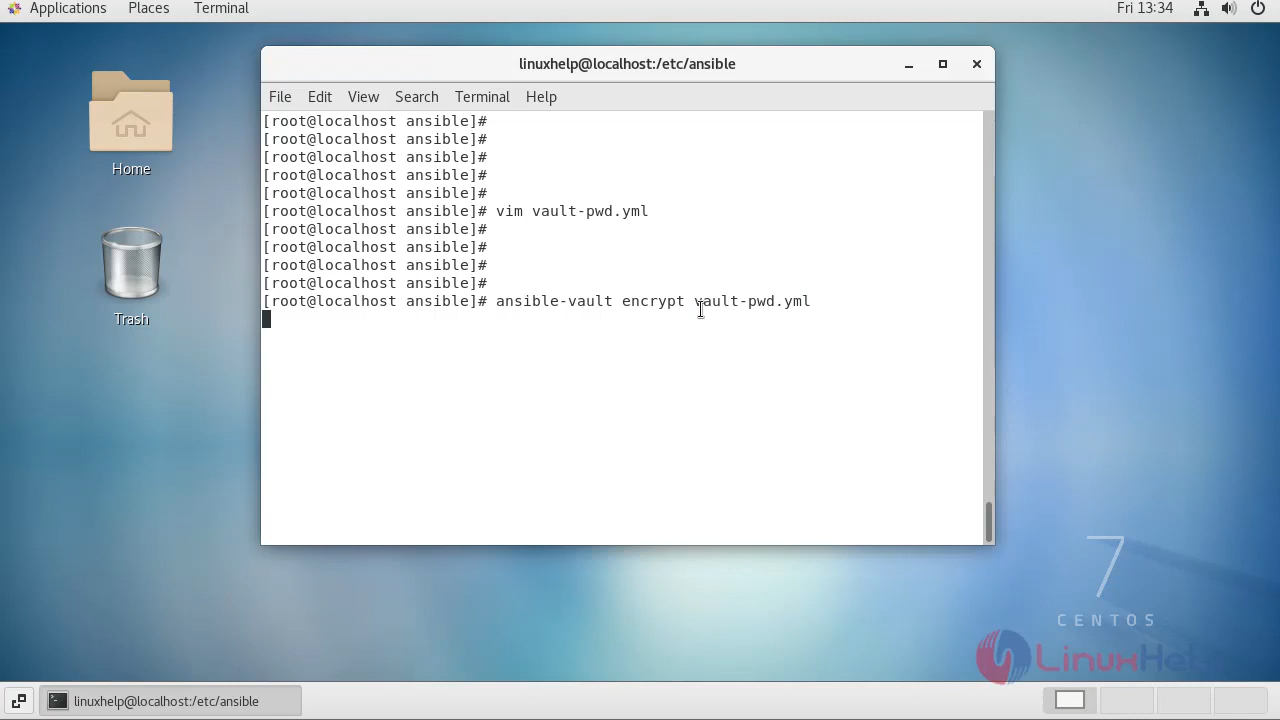 Applications Places Terminal Fri 13:34
linuxhelp@localhost:/etc/ansible
File Edit View Search Terminal Help
[root@localhost ansible]#
[root@localhost ansible]#
[root@localhost ansible]#
[root@localhost ansible]#
[root@localhost ansible]#
[root@localhost ansible]# vim vault-pwd.yml
[root@localhost ansible]#
[root@localhost ansible]#
[root@localhost ansible]#
[root@localhost ansible]#
[root@localhost ansible]# ansible-vault encrypt vault-pwd.yml
Home
Trash
7
CENTOS
LinuxHelp
linuxhelp@localhost:/etc/ansible